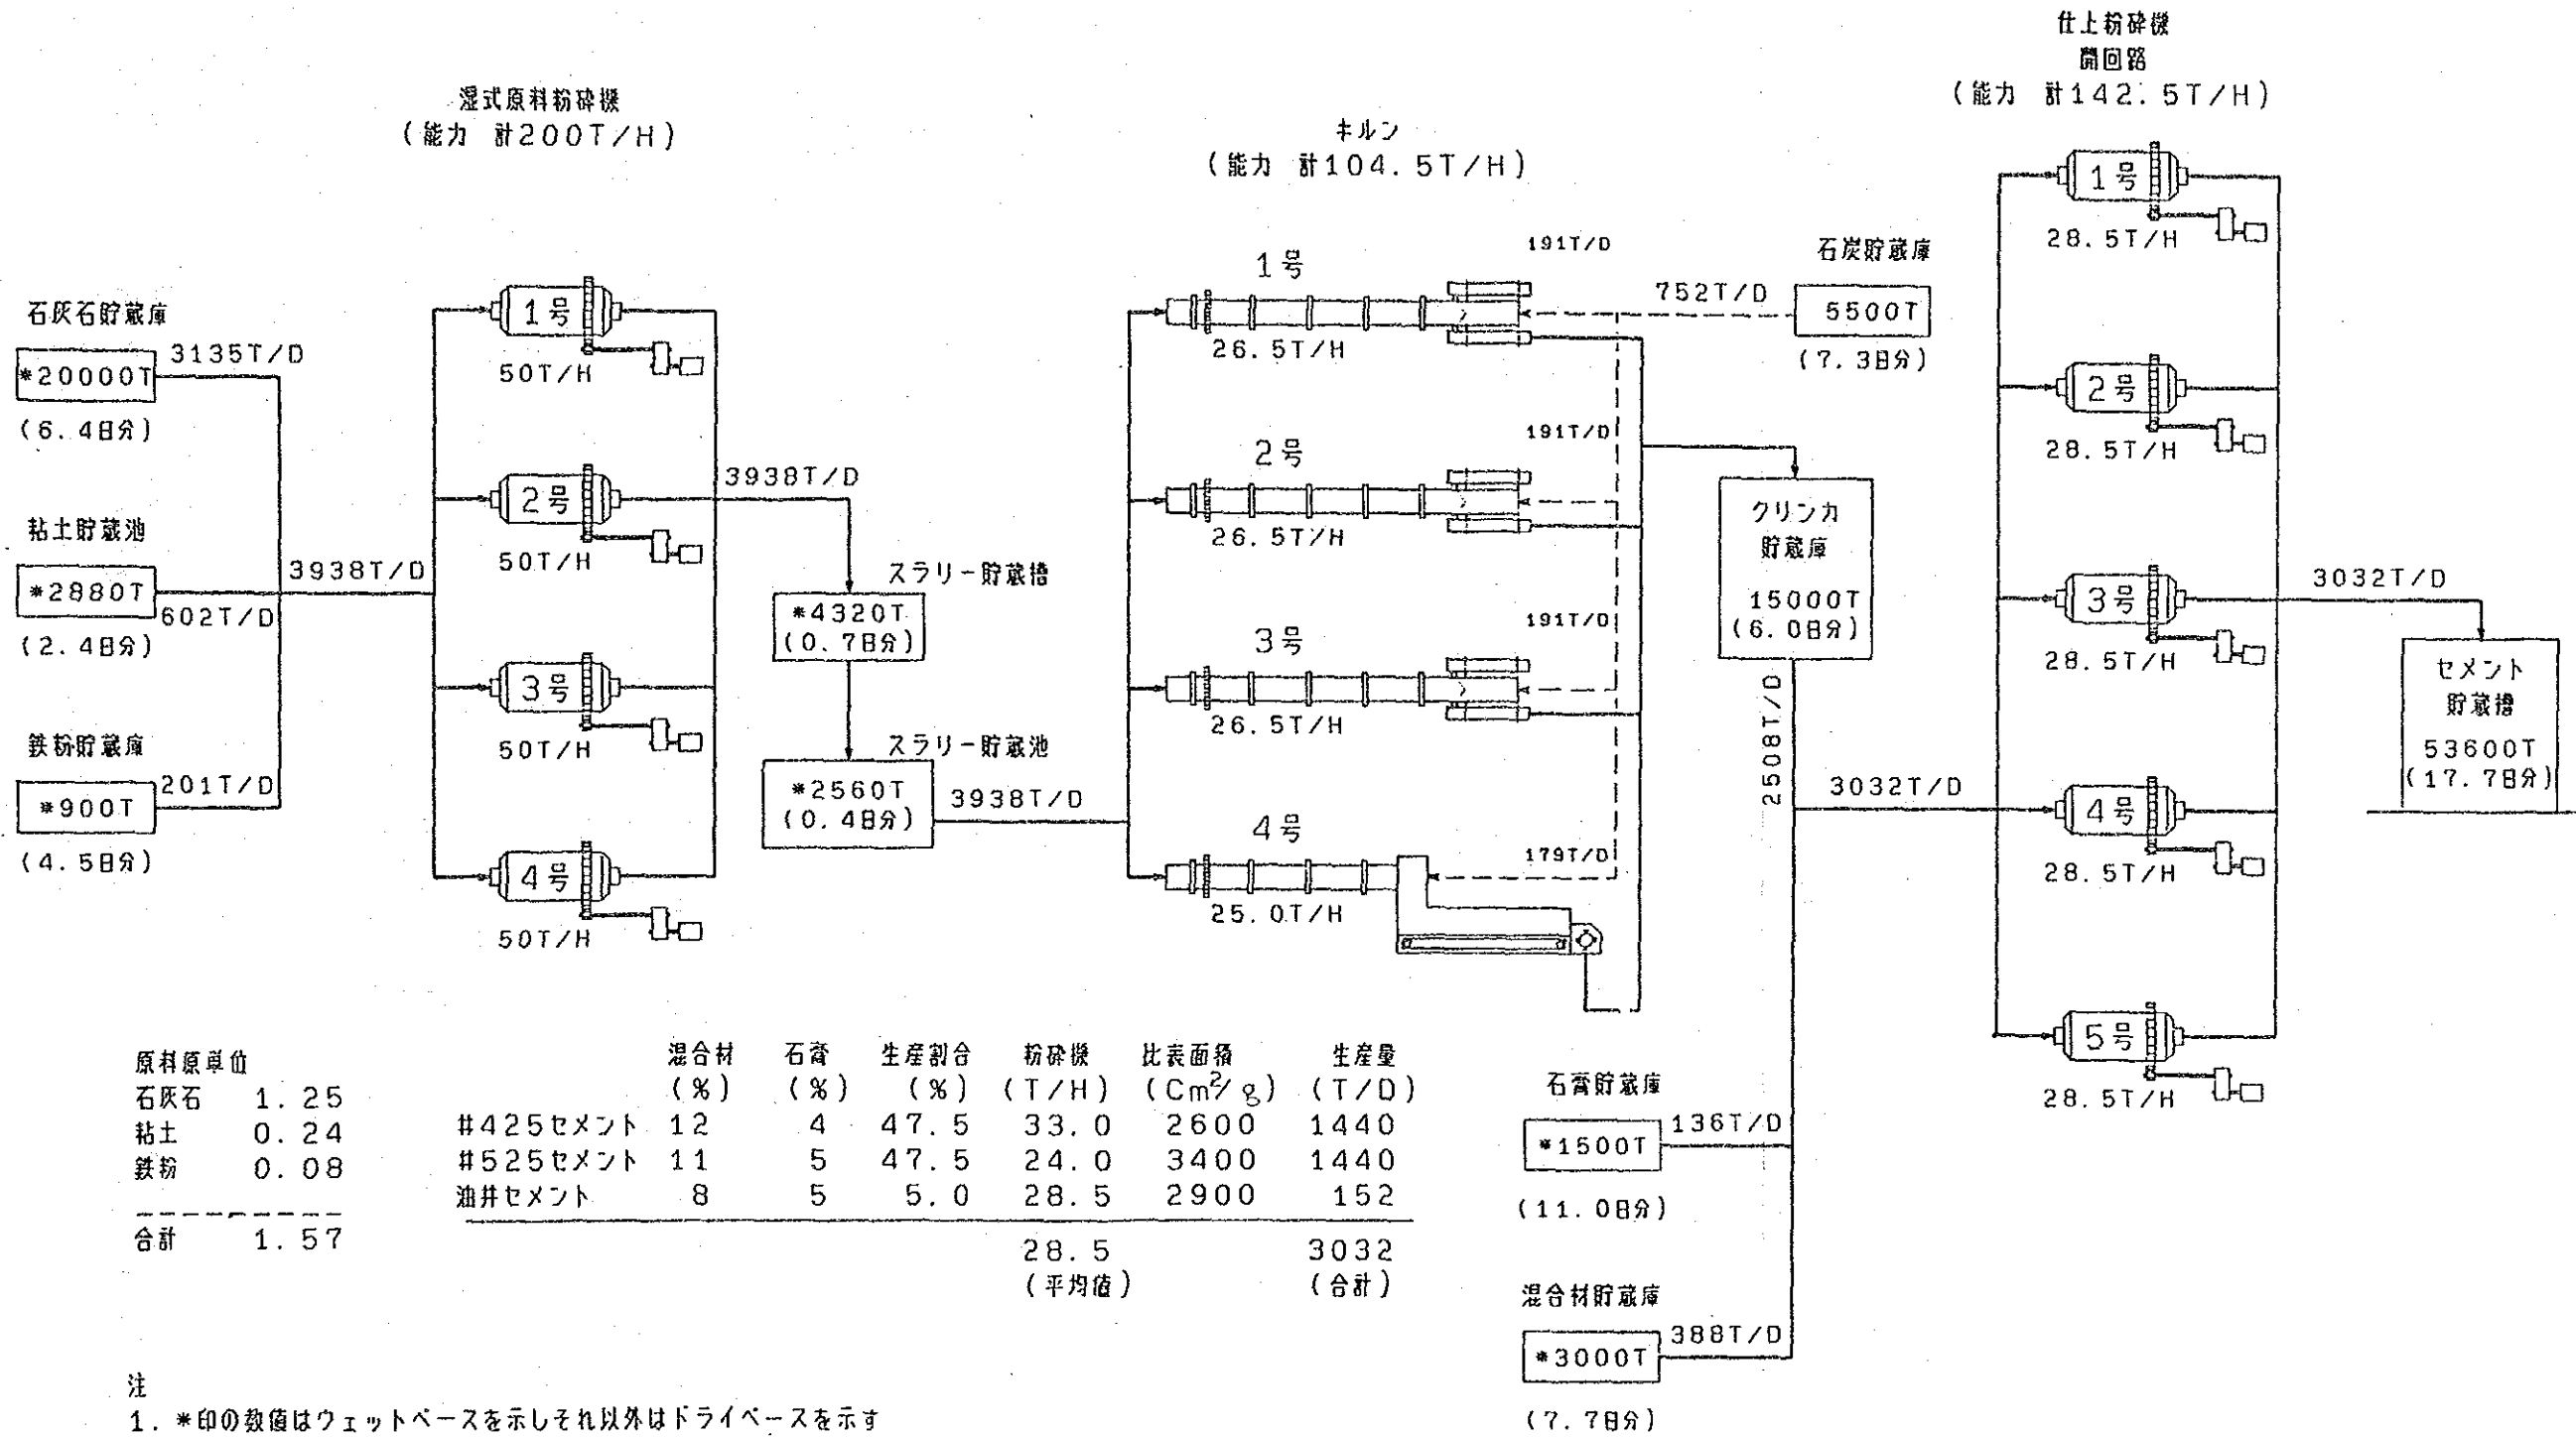 湿式原料粉砕機
(能力 計200T/H)
キルン
(能力 計104.5T/H)
仕上粉砕機
開回路
(能力 計142.5T/H)
石灰石貯蔵庫
*20000T
3135T/D
(6.4日分)
粘土貯蔵池
*2880T
602T/D
(2.4日分)
鉄粉貯蔵庫
*900T
201T/D
(4.5日分)
3938T/D
1号
50T/H
2号
50T/H
3号
50T/H
4号
50T/H
3938T/D
スラリー貯蔵槽
*4320T
(0.7日分)
スラリー貯蔵池
*2560T
(0.4日分)
3938T/D
1号
26.5T/H
191T/D
2号
26.5T/H
191T/D
3号
26.5T/H
191T/D
4号
25.0T/H
179T/D
752T/D
石炭貯蔵庫
5500T
(7.3日分)
クリンカ
貯蔵庫
15000T
(6.0日分)
2508T/D
3032T/D
1号
28.5T/H
2号
28.5T/H
3号
28.5T/H
4号
28.5T/H
5号
28.5T/H
3032T/D
セメント
貯蔵槽
53600T
(17.7日分)
石膏貯蔵庫
*1500T
136T/D
(11.0日分)
混合材貯蔵庫
*3000T
388T/D
(7.7日分)
原料原単位
石灰石 1.25
粘土 0.24
鉄粉 0.08
合計 1.57
混合材 石膏 生産割合 粉砕機 比表面積 生産量
(%) (%) (%) (T/H) (Cm²/g) (T/D)
#425セメント 12 4 47.5 33.0 2600 1440
#525セメント 11 5 47.5 24.0 3400 1440
油井セメント 8 5 5.0 28.5 2900 152
28.5 3032
(平均値) (合計)
注
1. *印の数値はウェットベースを示しそれ以外はドライベースを示す